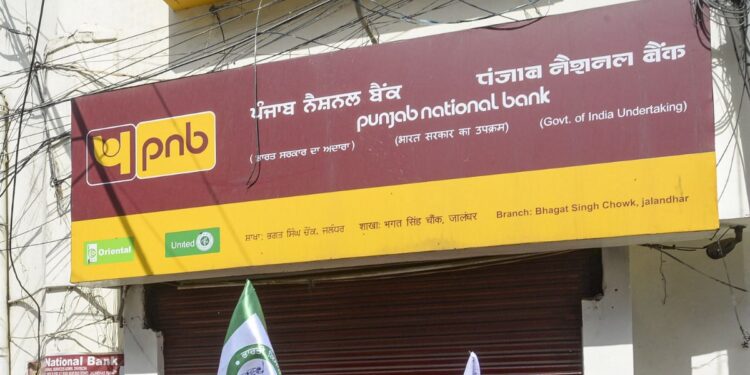 ਪੰਜਾਬ ਨੈਸ਼ਨਲ ਬੈਂਕ
पंजाब नैशनल बैंक
punjab national bank
(ਭਾਰਤ ਸਰਕਾਰ ਦਾ ਅਦਾਰਾ)
(भारत सरकार का उपक्रम)
(Govt. of India Undertaking)
pnb
Oriental
United
ਸ਼ਾਖਾ: ਭਗਤ ਸਿੰਘ ਚੌਂਕ, ਜਲੰਧਰ
शाखा: भगत सिंह चौंक, जालंधर
Branch: Bhagat Singh Chowk, jalandhar
National Bank